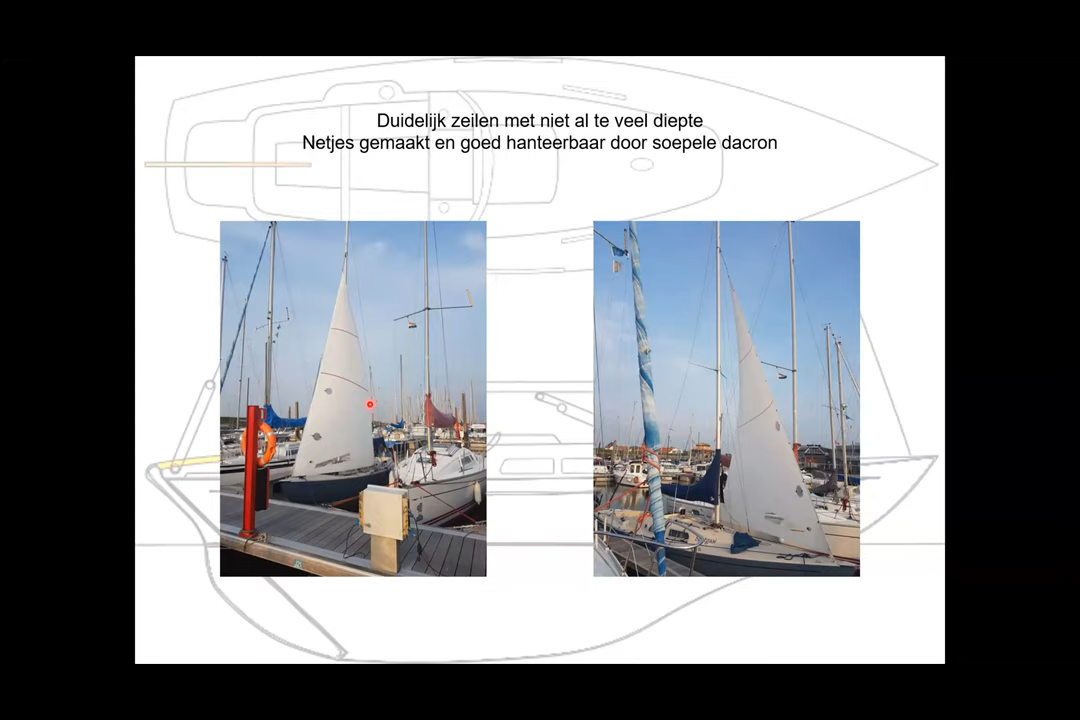 Duidelijk zeilen met niet al te veel diepte
Netjes gemaakt en goed hanteerbaar door soepele dacron